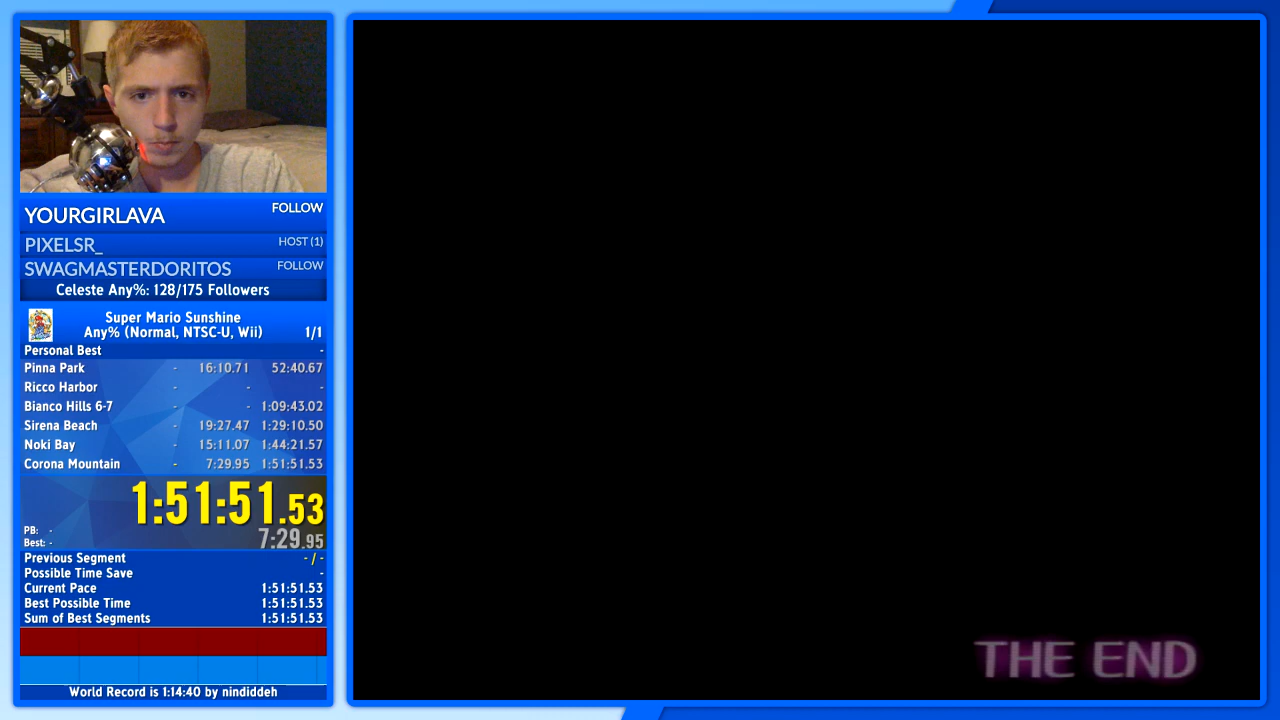 YOURGIRLAVA FOLLOW
PIXELSR_ HOST (1)
SWAGMASTERDORITOS FOLLOW
Celeste Any%: 128/175 Followers
Super Mario Sunshine
Any% (Normal, NTSC-U, Wii) 1/1
Personal Best -
Pinna Park - 16:10.71 52:40.67
Ricco Harbor - - -
Bianco Hills 6-7 - - 1:09:43.02
Sirena Beach - 19:27.47 1:29:10.50
Noki Bay - 15:11.07 1:44:21.57
Corona Mountain - 7:29.95 1:51:51.53
1:51:51.53
PB: -
Best: - 7:29.95
Previous Segment - / -
Possible Time Save -
Current Pace 1:51:51.53
Best Possible Time 1:51:51.53
Sum of Best Segments 1:51:51.53
World Record is 1:14:40 by nindiddeh
THE END